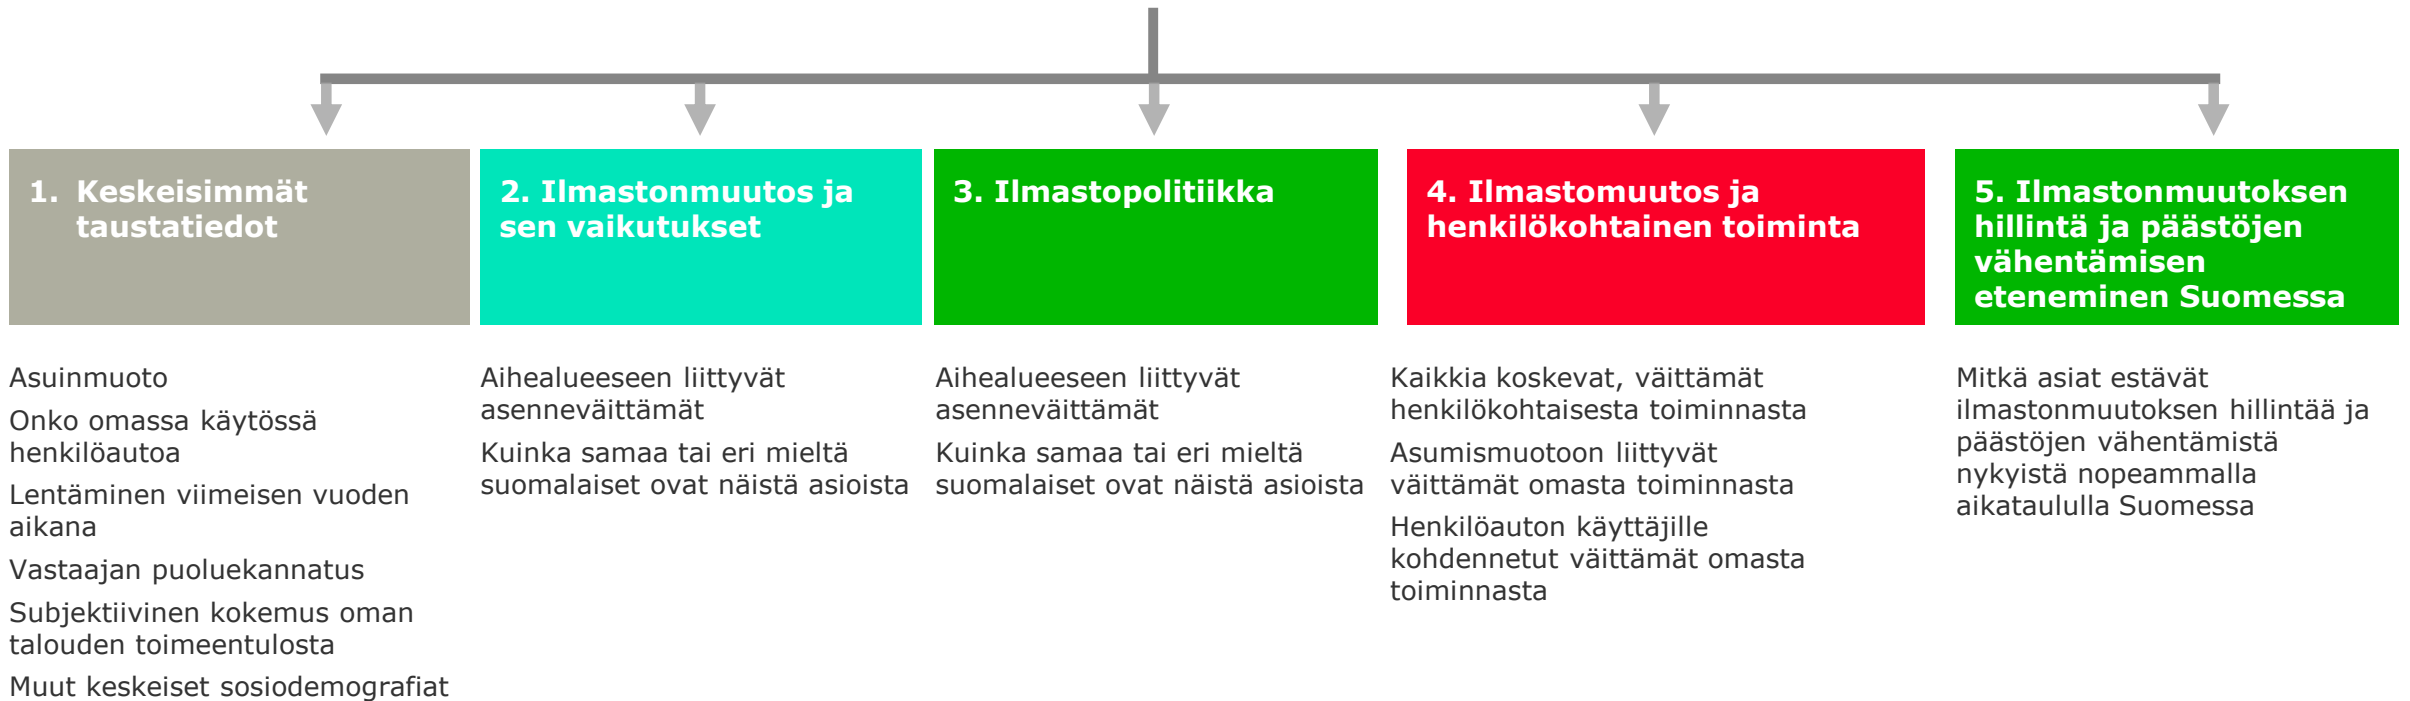 1. Keskeisimmät
taustatiedot
Asuinmuoto
Onko omassa käytössä
henkilöautoa
Lentäminen viimeisen vuoden
aikana
Vastaajan puoluekannatus
Subjektiivinen kokemus oman
talouden toimeentulosta
Muut keskeiset sosiodemografiat
2. Ilmastonmuutos ja
sen vaikutukset
Aihealueeseen liittyvät
asenneväittämät
Kuinka samaa tai eri mieltä
suomalaiset ovat näistä asioista
3. Ilmastopolitiikka
Aihealueeseen liittyvät
asenneväittämät
Kuinka samaa tai eri mieltä
suomalaiset ovat näistä asioista
4. Ilmastomuutos ja
henkilökohtainen toiminta
Kaikkia koskevat, väittämät
henkilökohtaisesta toiminnasta
Asumismuotoon liittyvät
väittämät omasta toiminnasta
Henkilöauton käyttäjille
kohdennetut väittämät omasta
toiminnasta
5. Ilmastonmuutoksen
hillintä ja päästöjen
vähentämisen
eteneminen Suomessa
Mitkä asiat estävät
ilmastonmuutoksen hillintää ja
päästöjen vähentämistä
nykyistä nopeammalla
aikataululla Suomessa